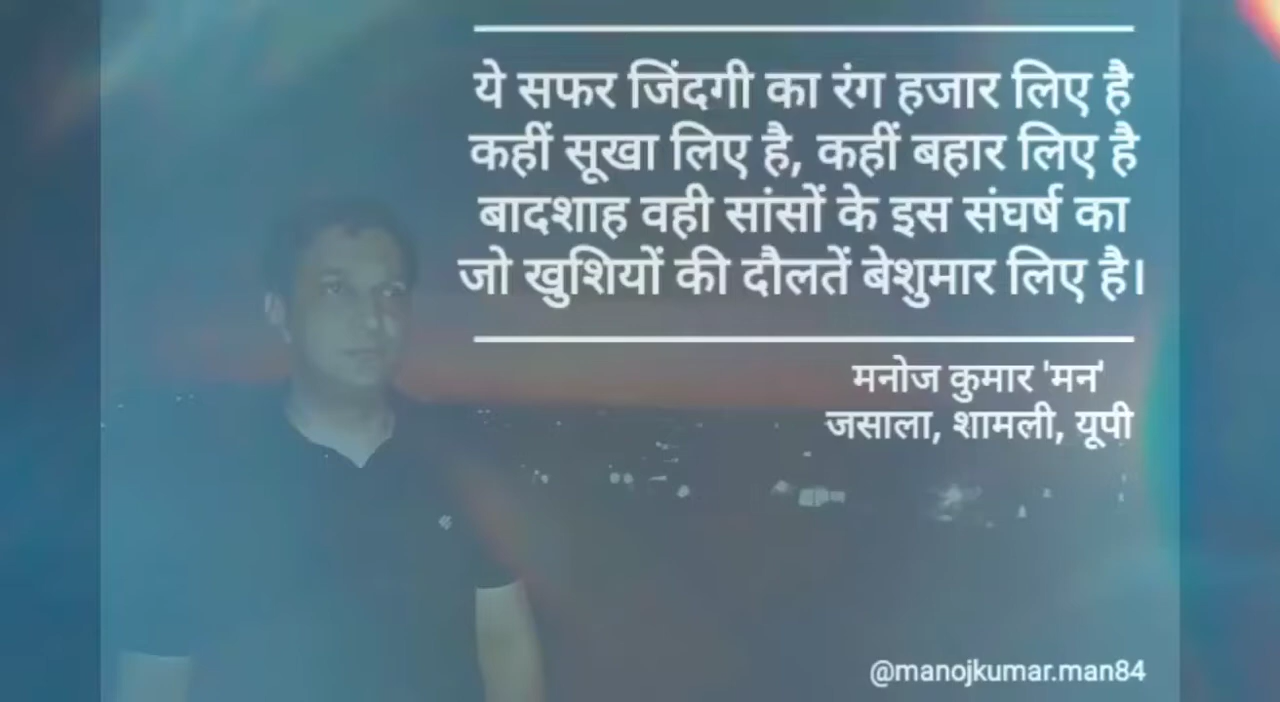 ये सफर जिंदगी का रंग हजार लिए है
कहीं सूखा लिए है, कहीं बहार लिए है
बादशाह वही सांसों के इस संघर्ष का
जो खुशियों की दौलतें बेशुमार लिए है।
मनोज कुमार 'मन'
जसाला, शामली, यूपी
@manojkumar.man84